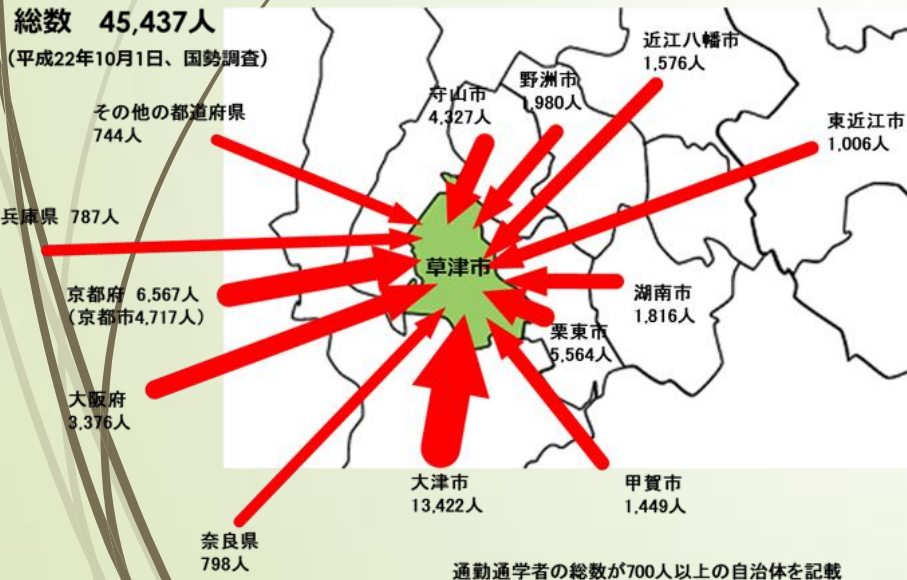 総数 45,437人
(平成22年10月1日、国勢調査)
近江八幡市
1,576人
野洲市
1,980人
守山市
4,327人
その他の都道府県
744人
東近江市
1,006人
兵庫県 787人
草津市
京都府 6,567人
(京都市4,717人)
湖南市
1,816人
栗東市
5,564人
大阪府
3,376人
大津市
13,422人
甲賀市
1,449人
奈良県
798人
通勤通学者の総数が700人以上の自治体を記載